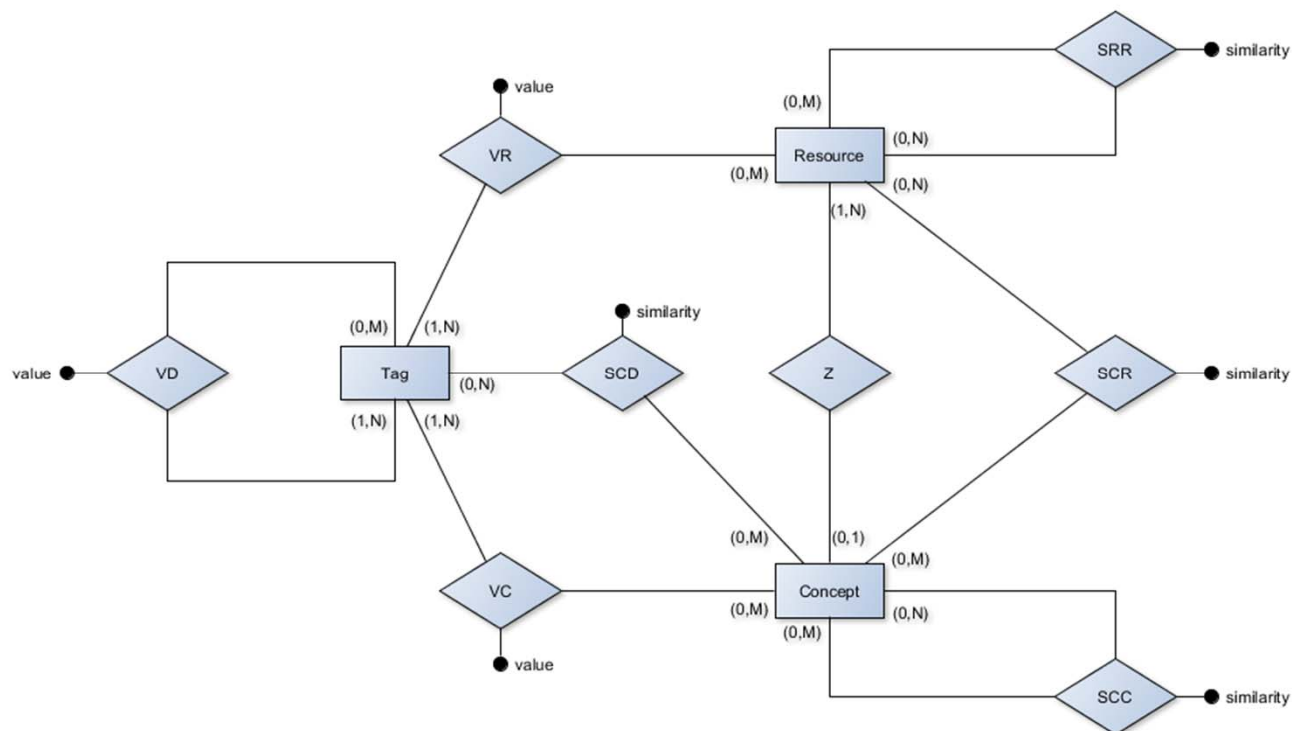 SRR
similarity
value
(0,M)
VR
Resource
(0,N)
(0,M)
(0,N)
(1,N)
similarity
(0,M)
(1,N)
value
VD
Tag
(0,N)
SCD
Z
SCR
similarity
(1,N)
(1,N)
(0,M)
(0,1)
(0,M)
VC
Concept
(0,M)
(0,N)
(0,M)
value
SCC
similarity